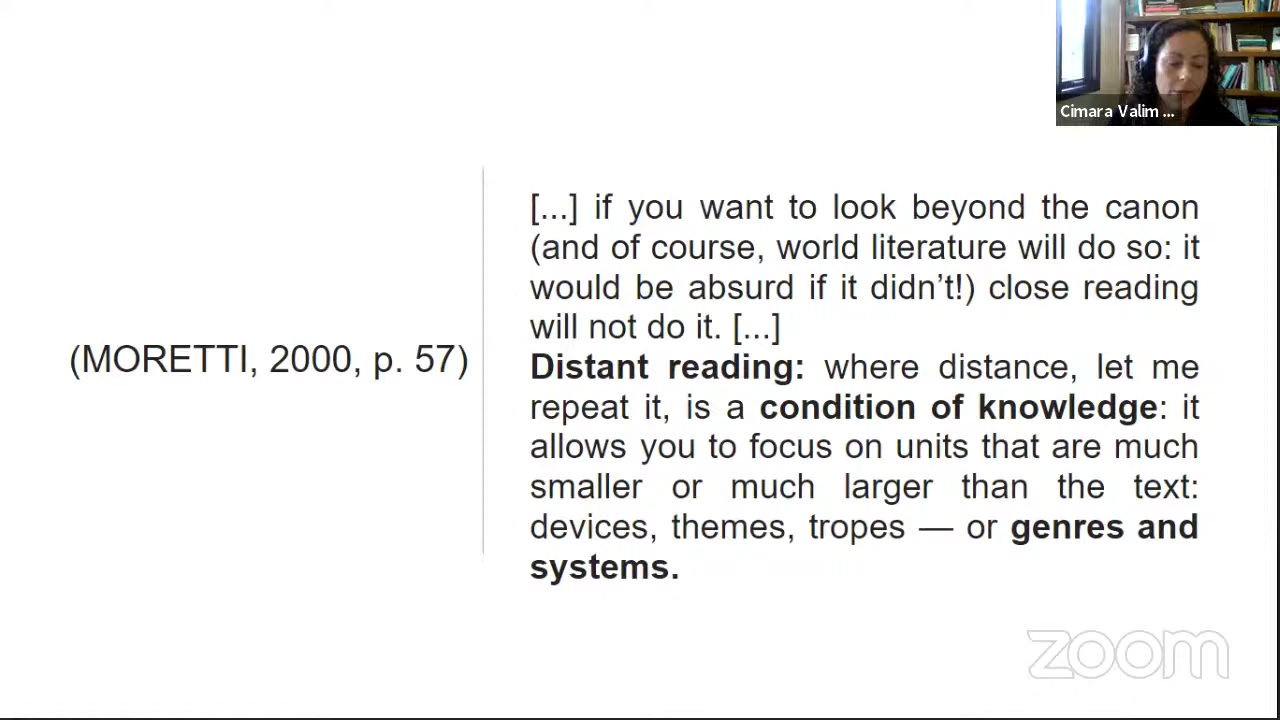 Cimara Valim ...
(MORETTI, 2000, p. 57)
[...] if you want to look beyond the canon
(and of course, world literature will do so: it
would be absurd if it didn’t!) close reading
will not do it. [...]
Distant reading: where distance, let me
repeat it, is a condition of knowledge: it
allows you to focus on units that are much
smaller or much larger than the text:
devices, themes, tropes — or genres and
systems.
zoom